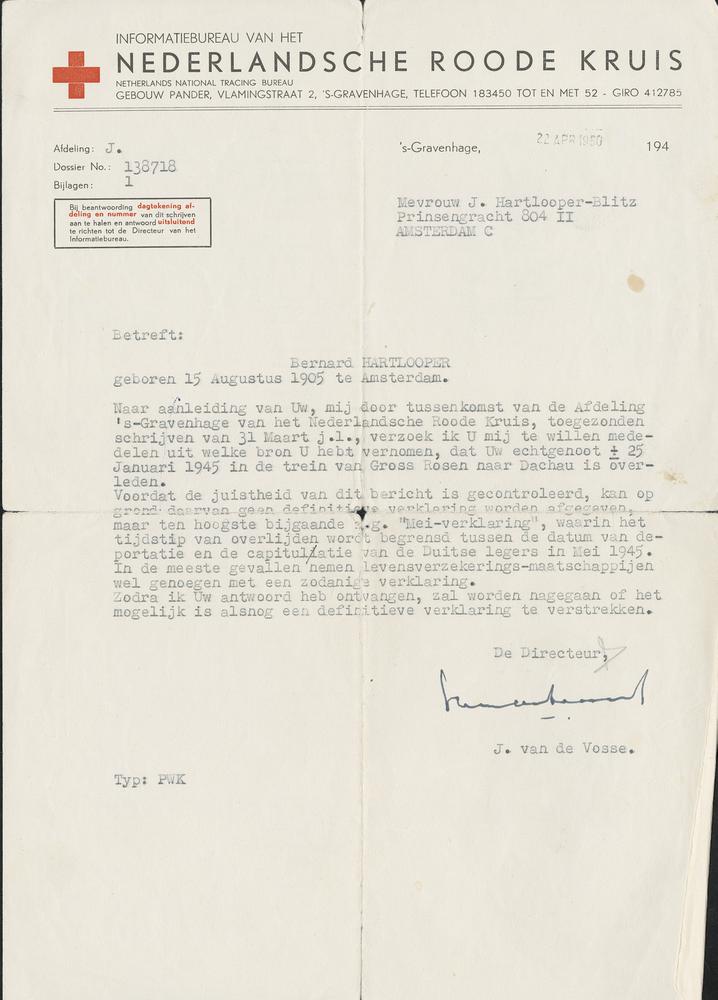 INFORMATIEBUREAU VAN HET
NEDERLANDSCHE ROODE KRUIS
NETHERLANDS NATIONAL TRACING BUREAU
GEBOUW PANDER, VLAMINGSTRAAT 2, 'S-GRAVENHAGE, TELEFOON 183450 TOT EN MET 52 - GIRO 412785
Afdeling: J.
Dossier No.: 138718
Bijlagen: 1
's-Gravenhage, 22 APR 1950 194
Bij beantwoording dagtekening af-
deling en nummer van dit schrijven
aan te halen en antwoord uitsluitend
te richten tot de Directeur van het
Informatiebureau.
Mevrouw J. Hartlooper-Blitz
Prinsengracht 804 II
AMSTERDAM C
Betreft:
Bernard HARTLOOPER
geboren 15 Augustus 1905 te Amsterdam.
Naar aanleiding van Uw, mij door tussenkomst van de Afdeling
's-Gravenhage van het Nederlandsche Roode Kruis, toegezonden
schrijven van 31 Maart j.l., verzoek ik U mij te willen mede-
delen uit welke bron U hebt vernomen, dat Uw echtgenoot ± 25
Januari 1945 in de trein van Gross Rosen naar Dachau is over-
leden.
Voordat de juistheid van dit bericht is gecontroleerd, kan op
grond daarvan geen definitieve verklaring worden afgegeven,
maar ten hoogste bijgaande z.g. "Mei-verklaring", waarin het
tijdstip van overlijden wordt begrensd tussen de datum van de-
portatie en de capitulatie van de Duitse legers in Mei 1945.
In de meeste gevallen nemen levensverzekerings-maatschappijen
wel genoegen met een zodanige verklaring.
Zodra ik Uw antwoord heb ontvangen, zal worden nagegaan of het
mogelijk is alsnog een definitieve verklaring te verstrekken.
De Directeur,
J. van de Vosse.
Typ: PWK